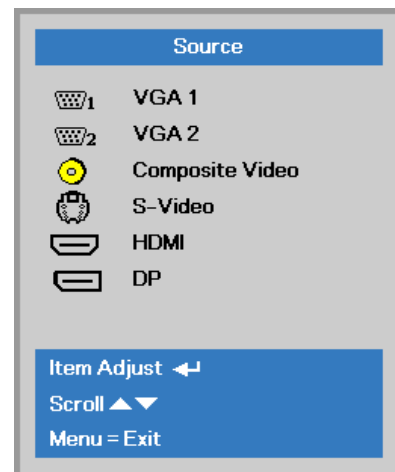 Source
1 VGA 1
2 VGA 2
Composite Video
S-Video
HDMI
DP
Item Adjust ↵
Scroll ▲▼
Menu = Exit